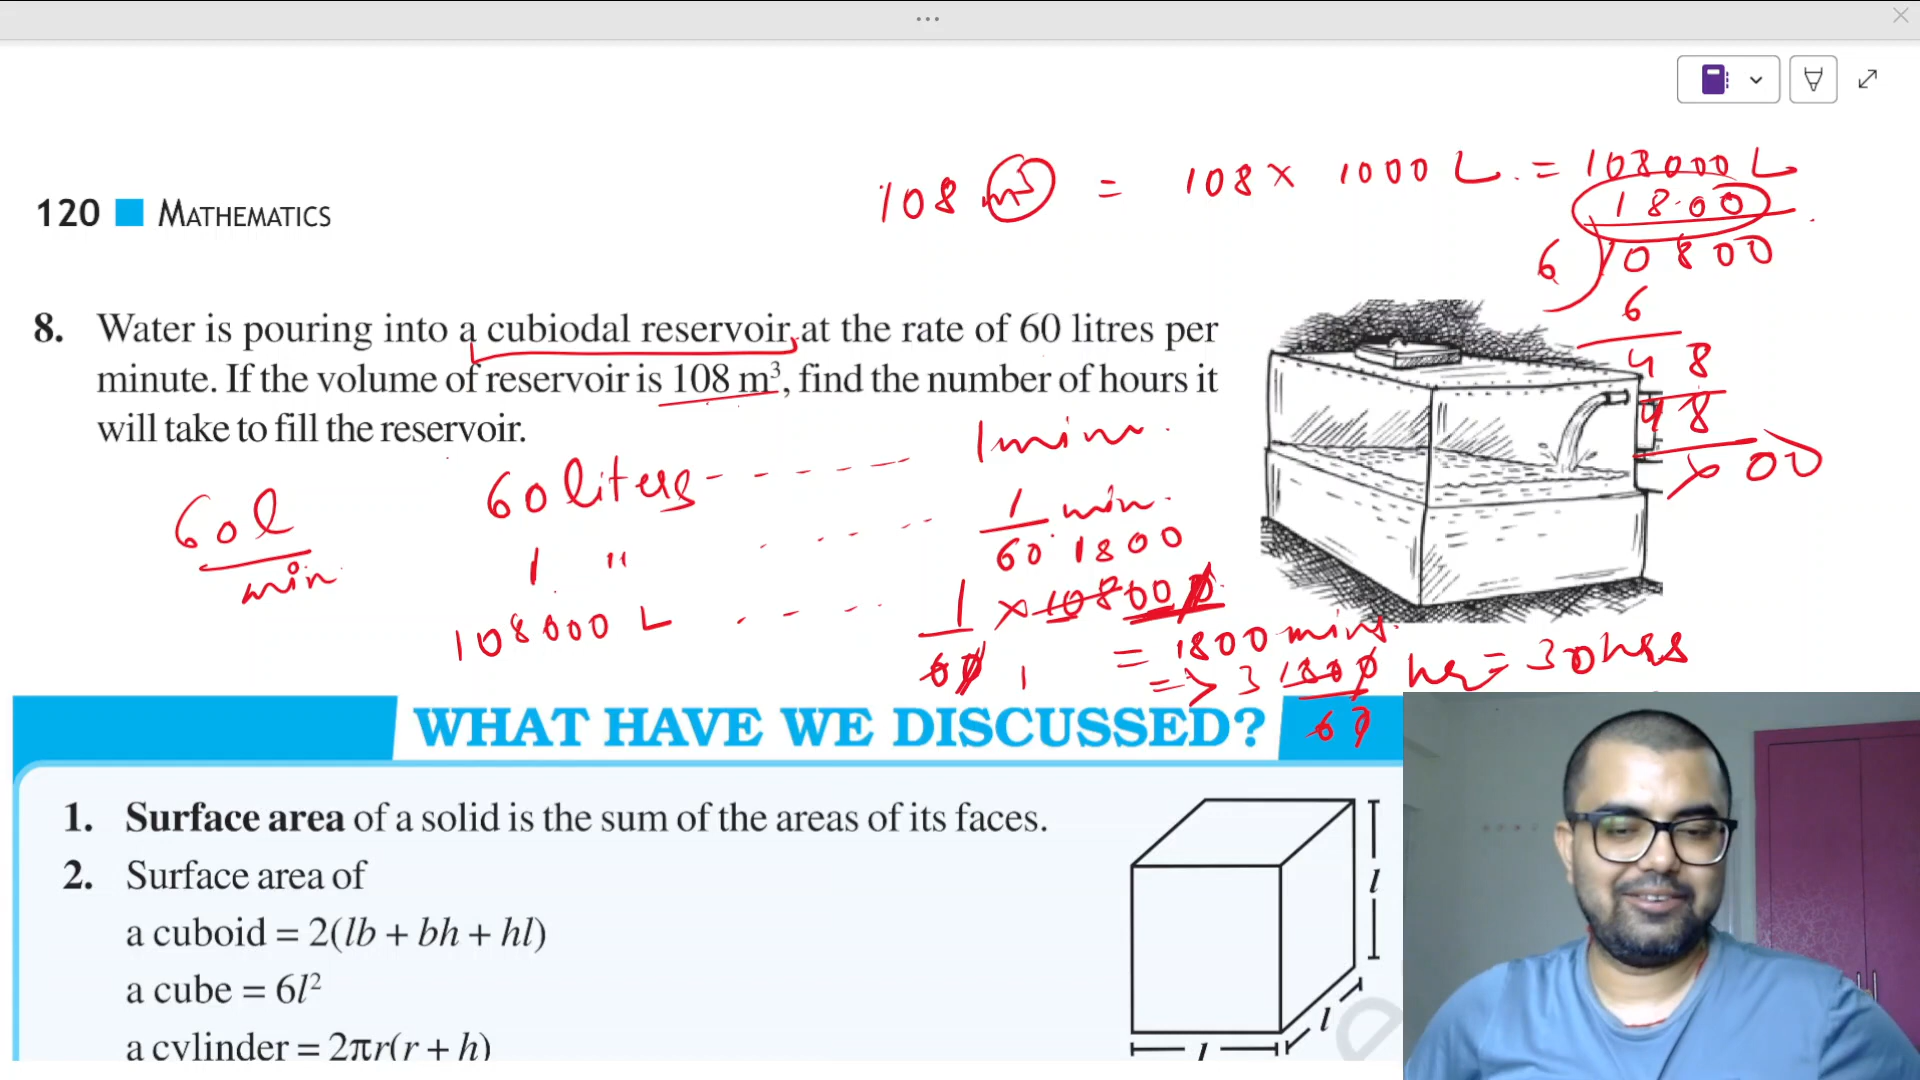 108 m³ = 108 × 1000 L. = 108000 L
1800
6 ) 10800
6
48
48
× 00
120 ■ MATHEMATICS
8. Water is pouring into a cubiodal reservoir at the rate of 60 litres per
minute. If the volume of reservoir is 108 m³, find the number of hours it
will take to fill the reservoir.
60 liters ------ 1 min.
60 l
min
1 " ...... 1/60 min.
1800
108000 L ...... 1/60 × 108000
1
= 1800 mins.
=> 3 1800/60 hr = 30 hrs
WHAT HAVE WE DISCUSSED?
1. Surface area of a solid is the sum of the areas of its faces.
2. Surface area of
a cuboid = 2(lb + bh + hl)
a cube = 6l²
a cylinder = 2πr(r + h)
l
l
l